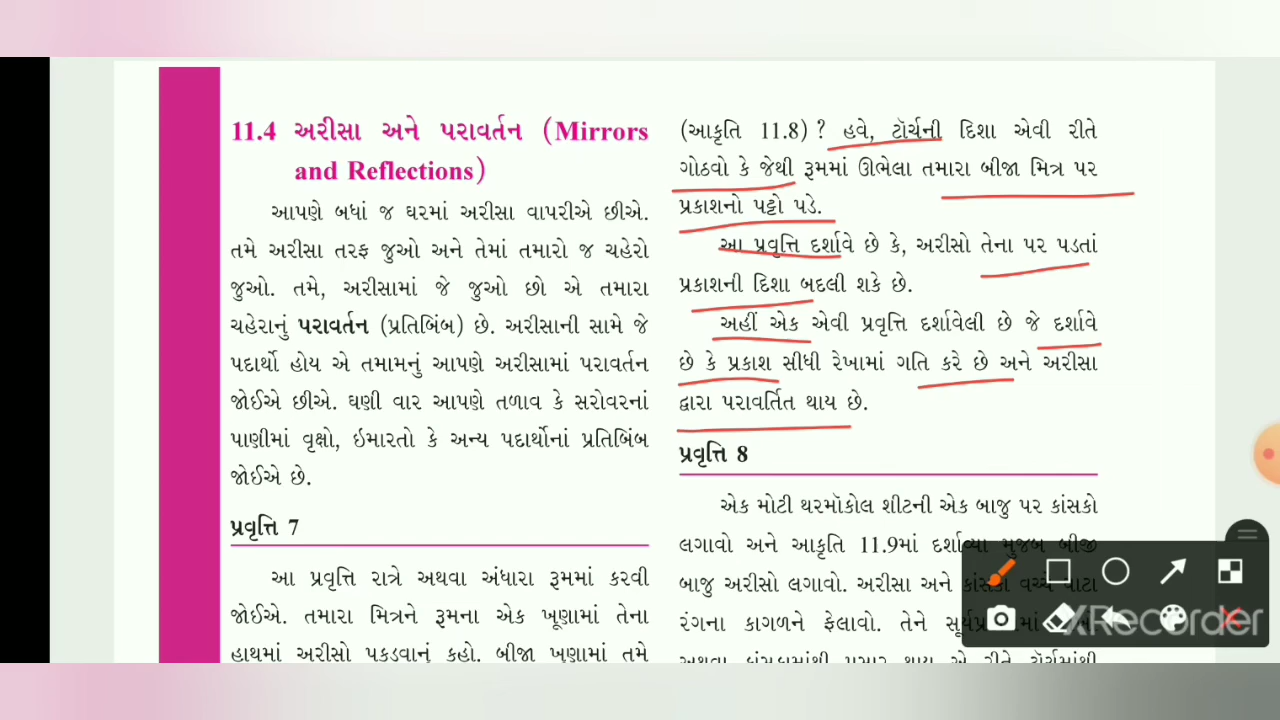 11.4 અરીસા અને પરાવર્તન (Mirrors
and Reflections)
આપણે બધાં જ ઘરમાં અરીસા વાપરીએ છીએ.
તમે અરીસા તરફ જુઓ અને તેમાં તમારો જ ચહેરો
જુઓ. તમે, અરીસામાં જે જુઓ છો એ તમારા
ચહેરાનું પરાવર્તન (પ્રતિબિંબ) છે. અરીસાની સામે જે
પદાર્થો હોય એ તમામનું આપણે અરીસામાં પરાવર્તન
જોઈએ છીએ. ઘણી વાર આપણે તળાવ કે સરોવરનાં
પાણીમાં વૃક્ષો, ઇમારતો કે અન્ય પદાર્થોનાં પ્રતિબિંબ
જોઈએ છે.
પ્રવૃત્તિ 7
આ પ્રવૃત્તિ રાત્રે અથવા અંધારા રૂમમાં કરવી
જોઈએ. તમારા મિત્રને રૂમના એક ખૂણામાં તેના
હાથમાં અરીસો પકડવાનું કહો. બીજા ખૂણામાં તમે
(આકૃતિ 11.8) ? હવે, ટૉર્ચની દિશા એવી રીતે
ગોઠવો કે જેથી રૂમમાં ઊભેલા તમારા બીજા મિત્ર પર
પ્રકાશનો પટ્ટો પડે.
આ પ્રવૃત્તિ દર્શાવે છે કે, અરીસો તેના પર પડતાં
પ્રકાશની દિશા બદલી શકે છે.
અહીં એક એવી પ્રવૃત્તિ દર્શાવેલી છે જે દર્શાવે
છે કે પ્રકાશ સીધી રેખામાં ગતિ કરે છે અને અરીસા
દ્વારા પરાવર્તિત થાય છે.
પ્રવૃત્તિ 8
એક મોટી થરમૉકોલ શીટની એક બાજુ પર કાંસકો
લગાવો અને આકૃતિ 11.9માં દર્શાવ્યા મુજબ બીજી
બાજુ અરીસો લગાવો. અરીસા અને કાંસકા વચ્ચે
રંગના કાગળને ફેલાવો. તેને
XRecorder